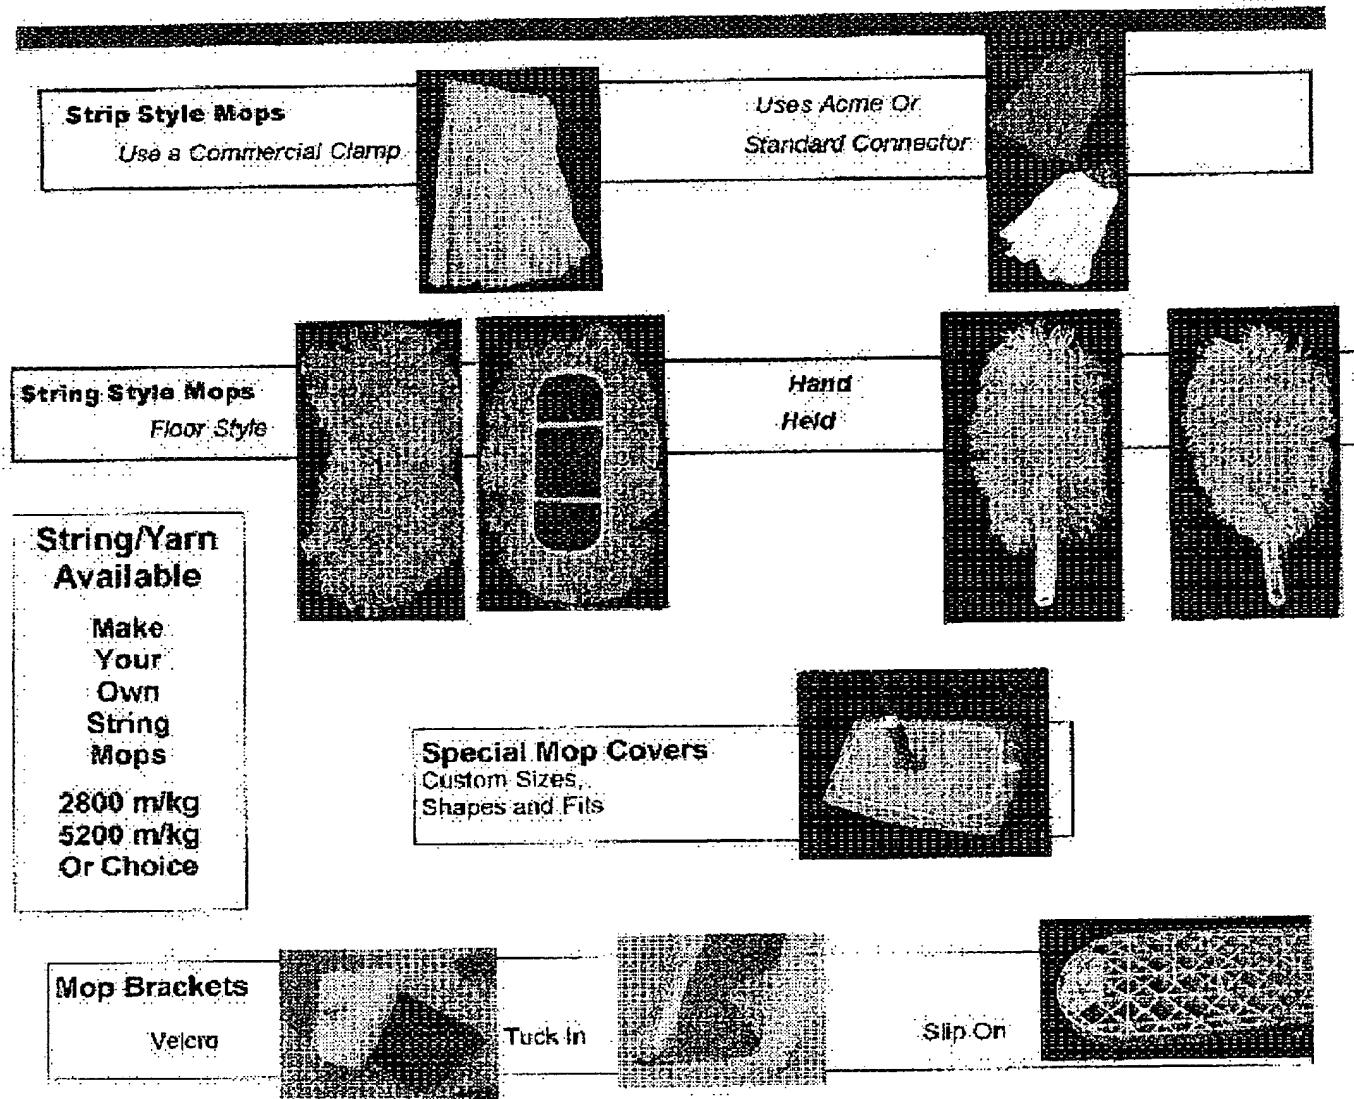 Strip Style Mops
Use a Commercial Clamp
Uses Acme Or
Standard Connector
String Style Mops
Floor Style
Hand
Held
String/Yarn
Available
Make
Your
Own
String
Mops
2800 m/kg
5200 m/kg
Or Choice
Special Mop Covers
Custom Sizes,
Shapes and Fits
Mop Brackets
Velcro
Tuck In
Slip On